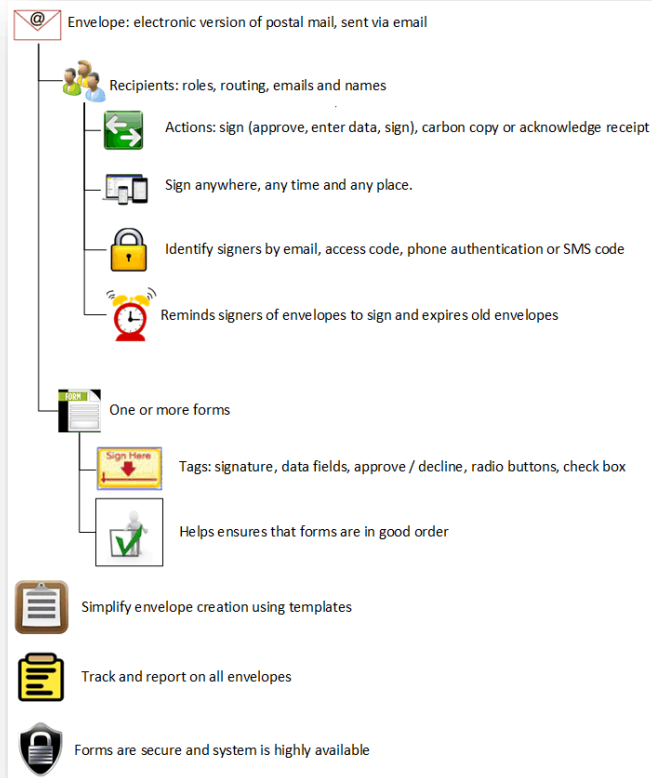 @
Envelope: electronic version of postal mail, sent via email
Recipients: roles, routing, emails and names
Actions: sign (approve, enter data, sign), carbon copy or acknowledge receipt
Sign anywhere, any time and any place.
Identify signers by email, access code, phone authentication or SMS code
Reminds signers of envelopes to sign and expires old envelopes
FORM
One or more forms
Sign Here
Tags: signature, data fields, approve / decline, radio buttons, check box
Helps ensures that forms are in good order
Simplify envelope creation using templates
Track and report on all envelopes
Forms are secure and system is highly available